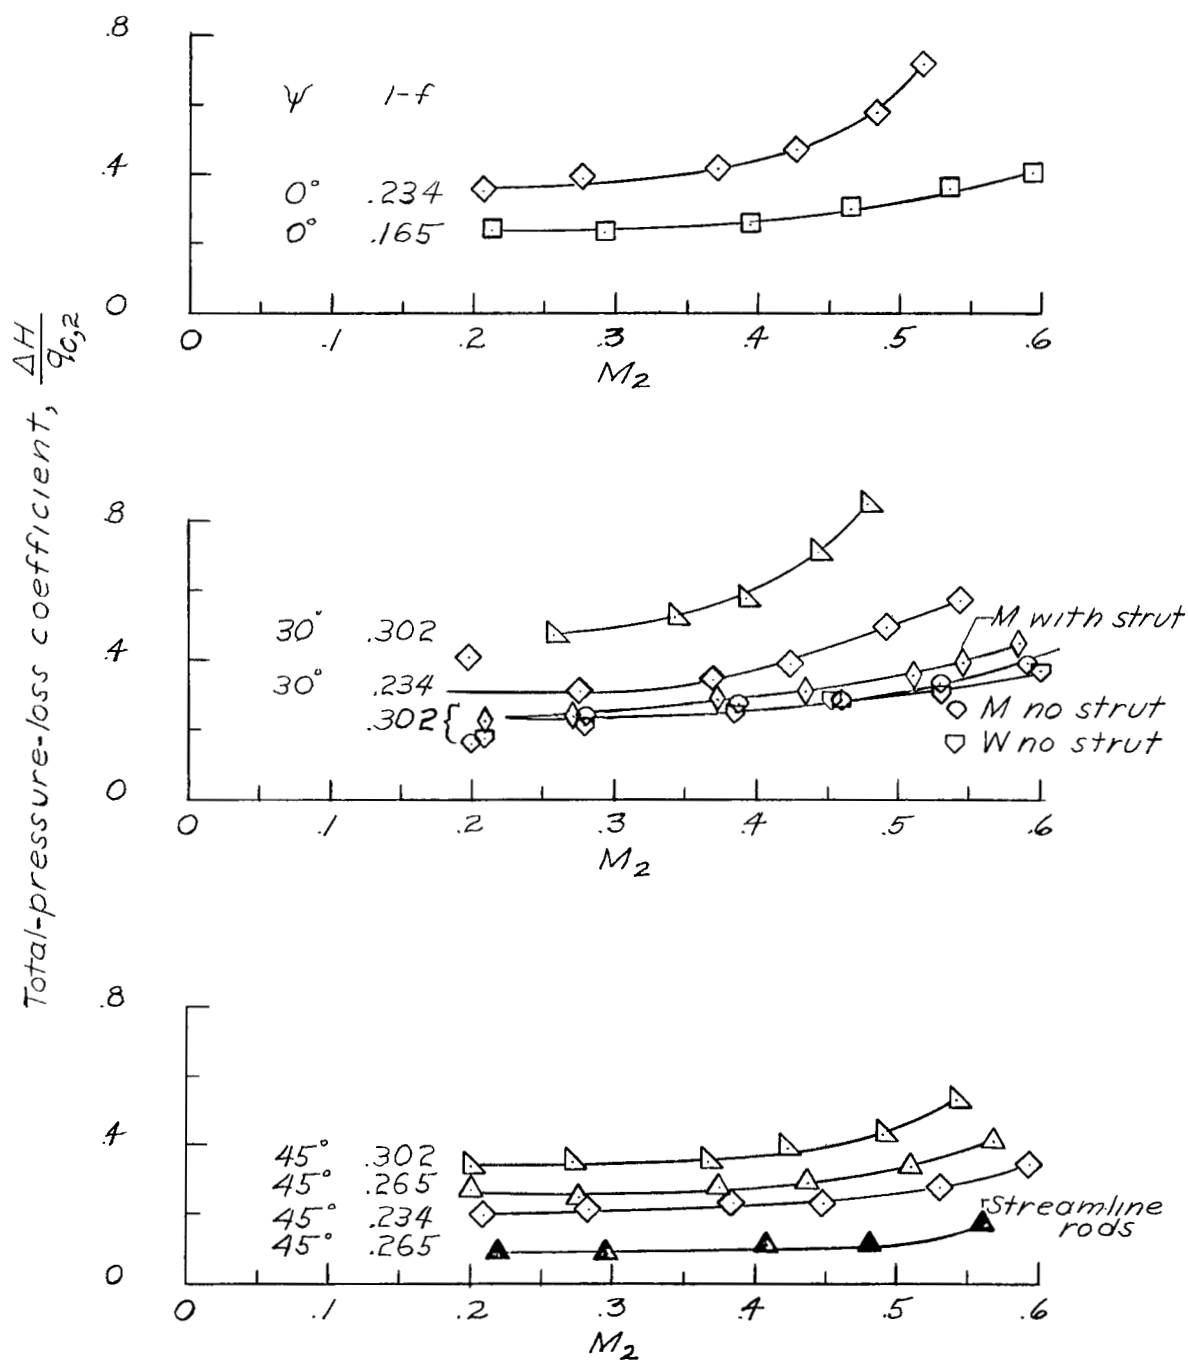 Total-pressure-loss coefficient, ΔH/q₀,₂
.8
.4
0
ψ 1-f
0° .234
0° .165
0 .1 .2 .3 .4 .5 .6
M₂
.8
.4
0
30° .302
30° .234
.302
M with strut
M no strut
W no strut
0 .1 .2 .3 .4 .5 .6
M₂
.8
.4
0
45° .302
45° .265
45° .234
45° .265
Streamline
rods
0 .1 .2 .3 .4 .5 .6
M₂